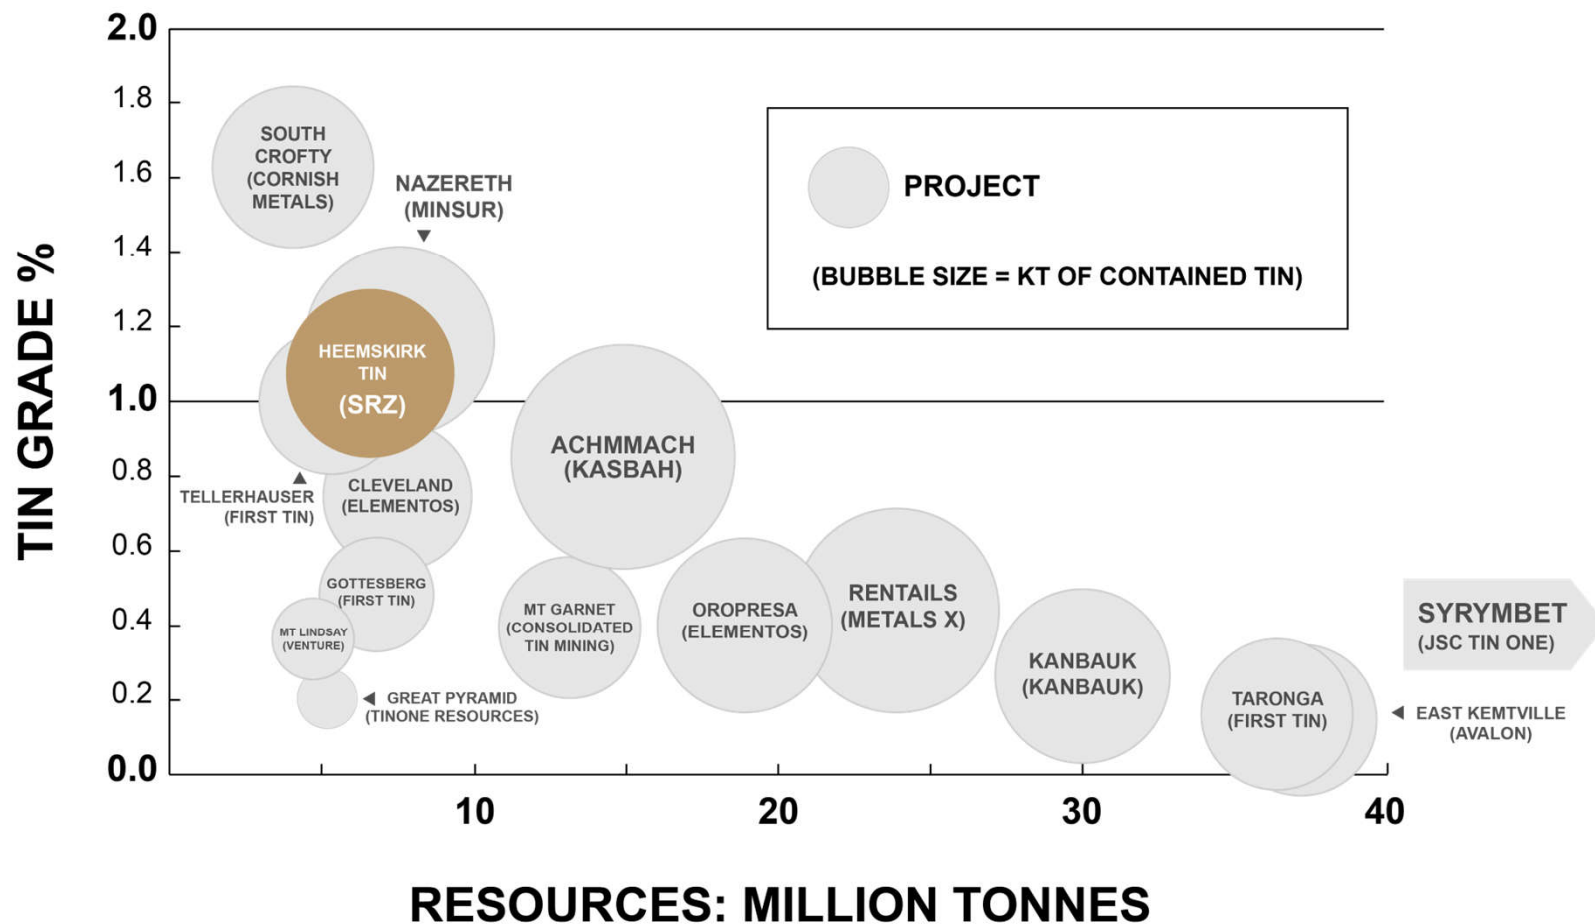 TIN GRADE %
2.0
1.8
1.6
1.4
1.2
1.0
0.8
0.6
0.4
0.2
0.0
SOUTH
CROFTY
(CORNISH
METALS)
NAZERETH
(MINSUR)
▼
HEEMSKIRK
TIN
(SRZ)
▲
TELLERHAUSER
(FIRST TIN)
CLEVELAND
(ELEMENTOS)
GOTTESBERG
(FIRST TIN)
MT LINDSAY
(VENTURE)
◄ GREAT PYRAMID
(TINONE RESOURCES)
ACHMMACH
(KASBAH)
MT GARNET
(CONSOLIDATED
TIN MINING)
OROPRESA
(ELEMENTOS)
RENTAILS
(METALS X)
KANBAUK
(KANBAUK)
TARONGA
(FIRST TIN)
◄ EAST KEMTVILLE
(AVALON)
SYRYMBET
(JSC TIN ONE)
PROJECT
(BUBBLE SIZE = KT OF CONTAINED TIN)
10
20
30
40
RESOURCES: MILLION TONNES